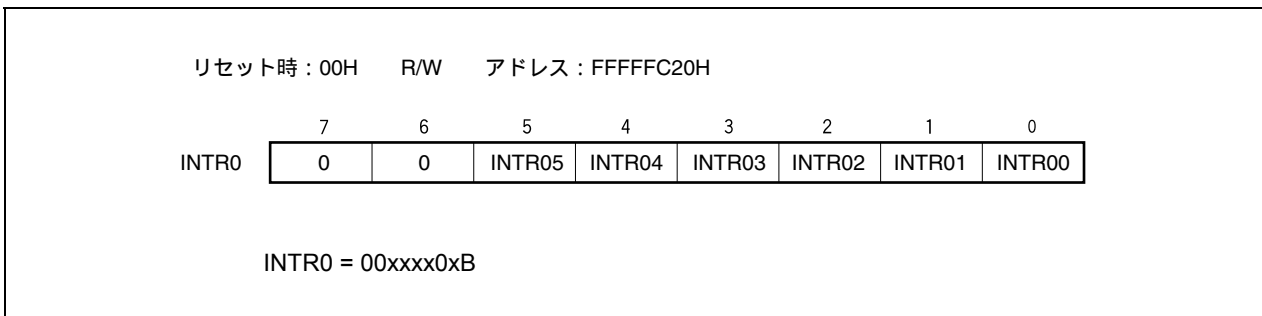 リセット時：00H R/W アドレス：FFFFFC20H
7 6 5 4 3 2 1 0
INTR0 0 0 INTR05 INTR04 INTR03 INTR02 INTR01 INTR00
INTR0 = 00xxxx0xB